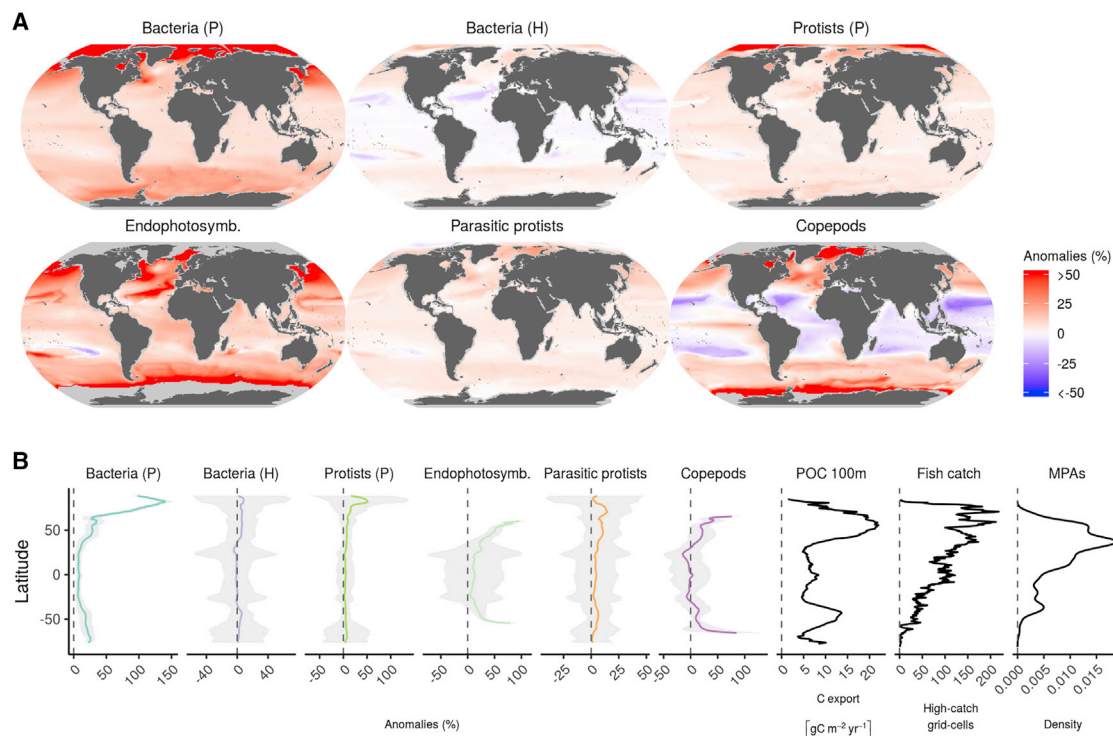 A
Bacteria (P)
Bacteria (H)
Protists (P)
Endophotosymb.
Parasitic protists
Copepods
Anomalies (%)
>50
25
0
-25
<-50
B
Bacteria (P)
Bacteria (H)
Protists (P)
Endophotosymb.
Parasitic protists
Copepods
POC 100m
Fish catch
MPAs
Latitude
50
0
-50
0 50 100 150
-40 0 40
-50 0 50
0 50 100
-50 0 50 100
0 100
0 5 10 15 20
0 50 100 150 200
0.000 0.005 0.010 0.015
Anomalies (%)
C export
[gC m⁻² yr⁻¹]
High-catch
grid-cells
Density